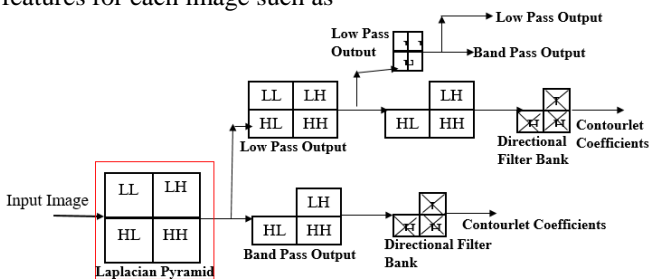 features for each image such as
Low Pass Output
Low Pass
Output
Band Pass Output
LL LH
HL HH
Low Pass Output
LH
HL HH
Directional
Filter Bank
Contourlet
Coefficients
Input Image
LL LH
HL HH
Laplacian Pyramid
LH
HL HH
Band Pass Output
Directional Filter
Bank
Contourlet Coefficients